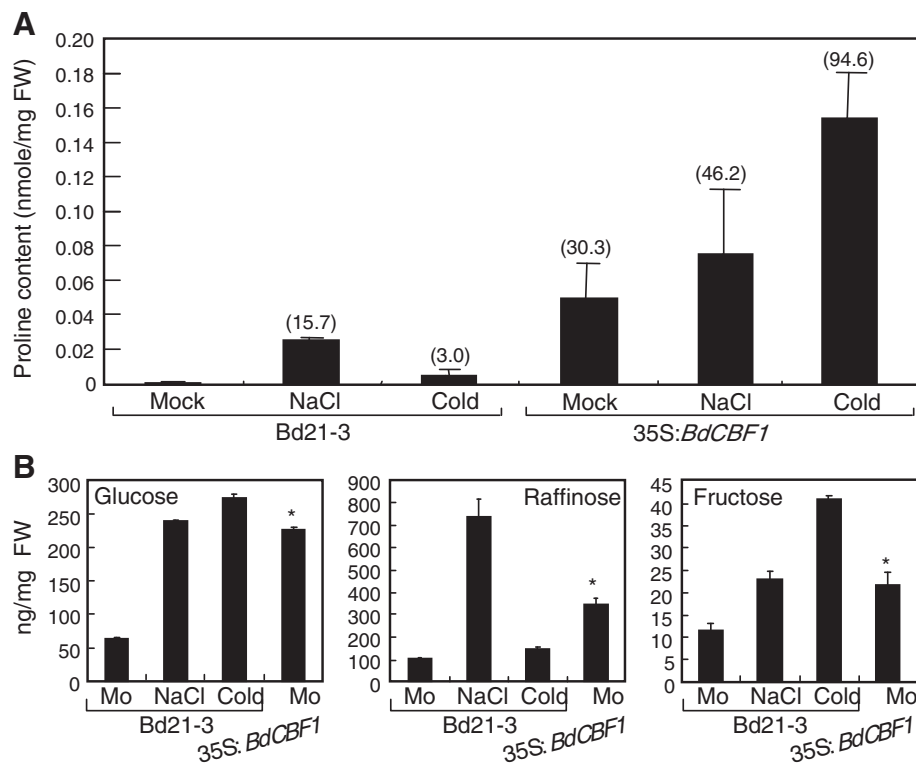 A
Proline content (nmole/mg FW)
0.20
0.18
0.16
0.14
0.12
0.10
0.08
0.06
0.04
0.02
0
(15.7)
(3.0)
(30.3)
(46.2)
(94.6)
Mock NaCl Cold Mock NaCl Cold
Bd21-3 35S:BdCBF1
B
ng/mg FW
Glucose
300
250
200
150
100
50
0
*
Mo NaCl Cold Mo
Bd21-3
35S: BdCBF1
Raffinose
900
800
700
600
500
400
300
200
100
0
*
Mo NaCl Cold Mo
Bd21-3
35S: BdCBF1
Fructose
45
40
35
30
25
20
15
10
5
0
*
Mo NaCl Cold Mo
Bd21-3
35S: BdCBF1